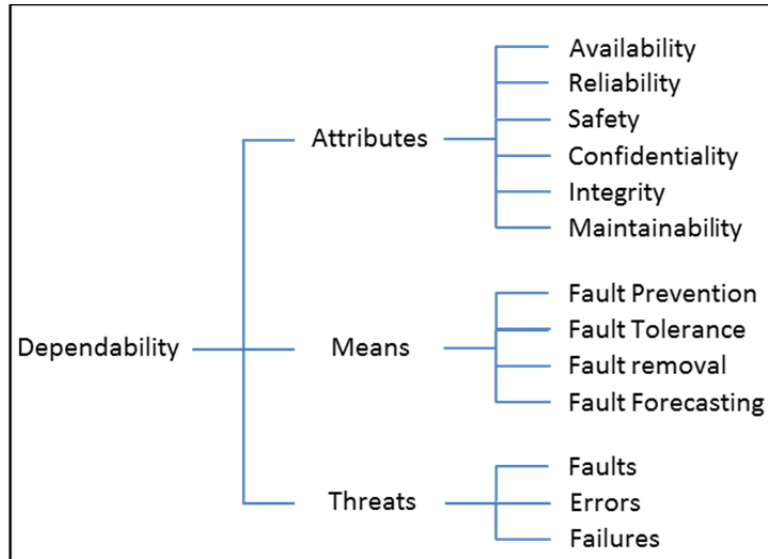 Availability
Reliability
Attributes
Safety
Confidentiality
Integrity
Maintainability
Fault Prevention
Fault Tolerance
Dependability
Means
Fault removal
Fault Forecasting
Faults
Threats
Errors
Failures